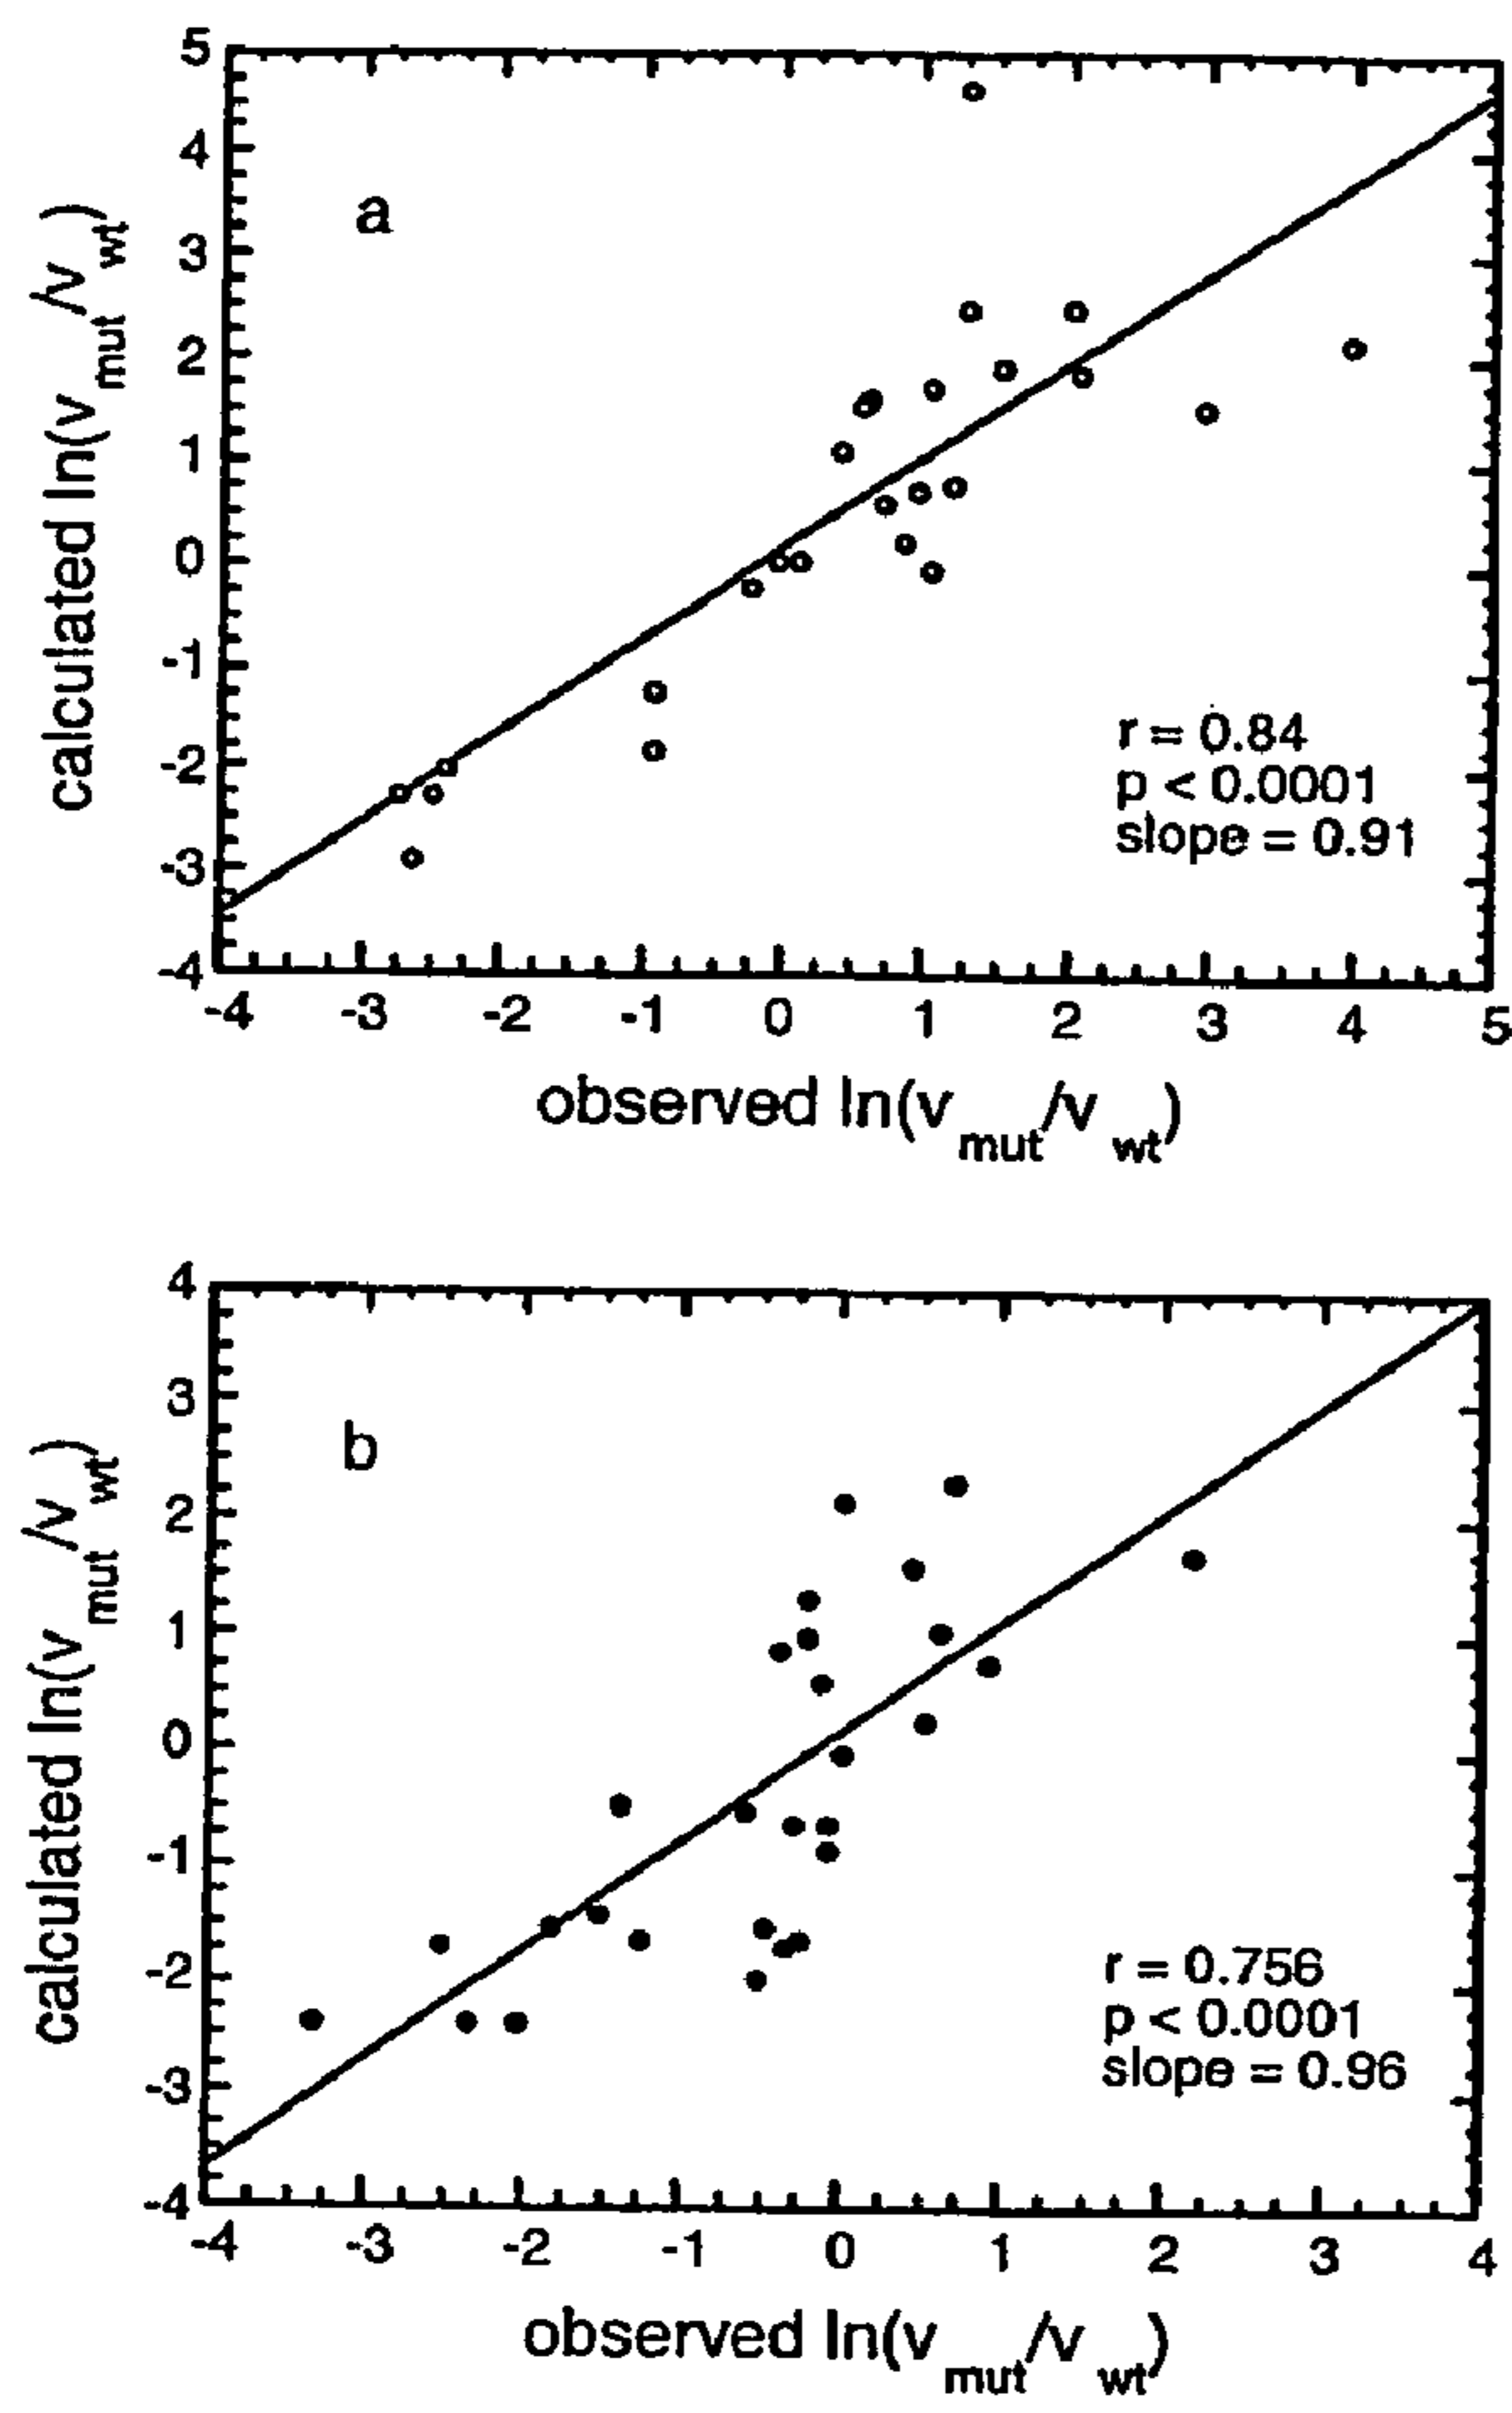 5
4
3
2
1
0
-1
-2
-3
-4
calculated ln(v mut /v wt)
a
r = 0.84
p < 0.0001
slope = 0.91
-4 -3 -2 -1 0 1 2 3 4 5
observed ln(v mut/v wt)
4
3
2
1
0
-1
-2
-3
-4
calculated ln(v mut /v wt)
b
r = 0.756
p < 0.0001
slope = 0.96
-4 -3 -2 -1 0 1 2 3 4
observed ln(v mut/v wt)